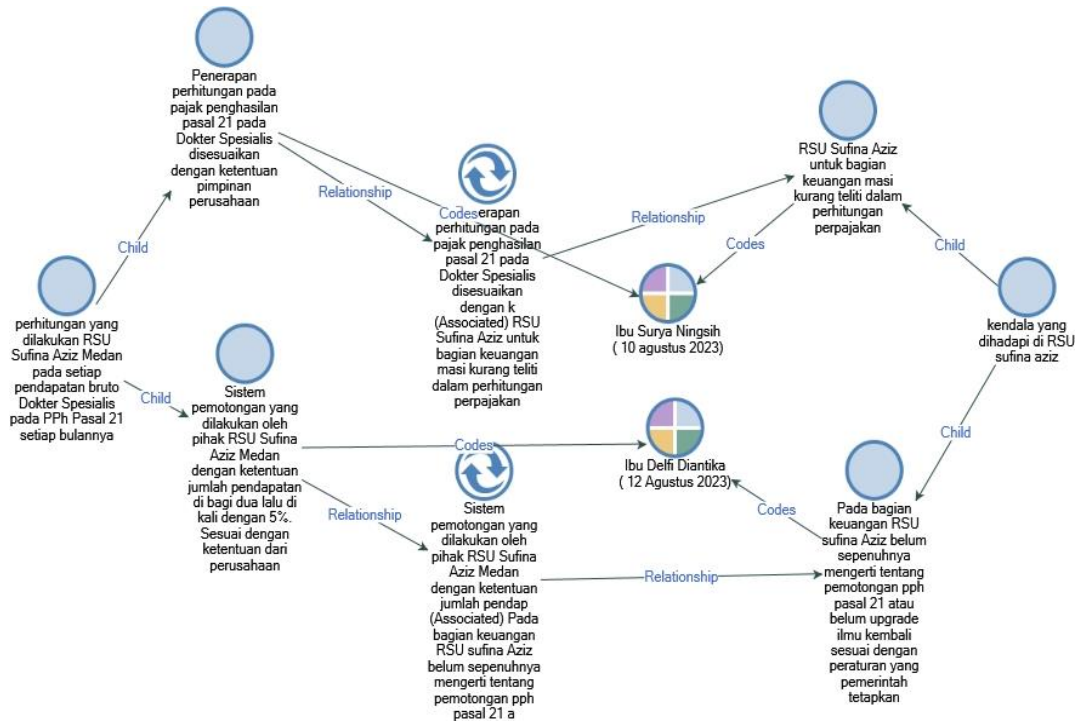 Penerapan
perhitungan pada
pajak penghasilan
pasal 21 pada
Dokter Spesialis
disesuaikan
dengan ketentuan
pimpinan
perusahaan
Relationship
Codes
Child
perhitungan yang
dilakukan RSU
Sufina Aziz Medan
pada setiap
pendapatan bruto
Dokter Spesialis
pada PPh Pasal 21
setiap bulannya
Child
Sistem
pemotongan yang
dilakukan oleh
pihak RSU Sufina
Aziz Medan
dengan ketentuan
jumlah pendapatan
di bagi dua lalu di
kali dengan 5%.
Sesuai dengan
ketentuan dari
perusahaan
Codes
Relationship
erapan
perhitungan pada
pajak penghasilan
pasal 21 pada
Dokter Spesialis
disesuaikan
dengan k
(Associated) RSU
Sufina Aziz untuk
bagian keuangan
masi kurang teliti
dalam perhitungan
perpajakan
Relationship
Sistem
pemotongan yang
dilakukan oleh
pihak RSU Sufina
Aziz Medan
dengan ketentuan
jumlah pendap
(Associated) Pada
bagian keuangan
RSU sufina Aziz
belum sepenuhnya
mengerti tentang
pemotongan pph
pasal 21 a
Relationship
Ibu Surya Ningsih
( 10 agustus 2023)
Ibu Delfi Diantika
( 12 Agustus 2023)
RSU Sufina Aziz
untuk bagian
keuangan masi
kurang teliti dalam
perhitungan
perpajakan
Codes
Child
kendala yang
dihadapi di RSU
sufina aziz
Child
Codes
Pada bagian
keuangan RSU
sufina Aziz belum
sepenuhnya
mengerti tentang
pemotongan pph
pasal 21 atau
belum upgrade
ilmu kembali
sesuai dengan
peraturan yang
pemerintah
tetapkan